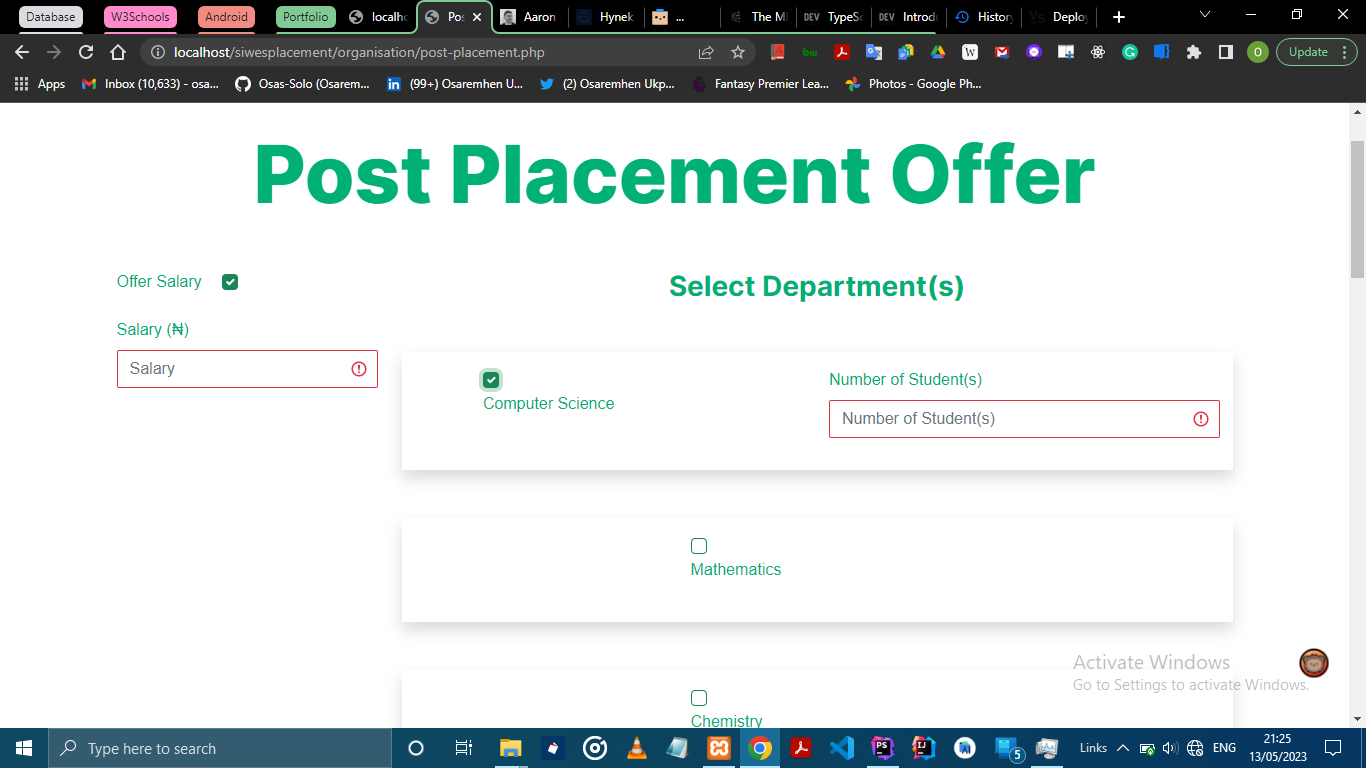 Database W3Schools Android Portfolio localh Pos Aaron Hynek ... The MI DEV TypeSc DEV Introdu History Ys Deploy
localhost/siwesplacement/organisation/post-placement.php
O Update
Apps Inbox (10,633) - osa... Osas-Solo (Osarem... (99+) Osaremhen U... (2) Osaremhen Ukp... Fantasy Premier Lea... Photos - Google Ph...
Post Placement Offer
Offer Salary
Select Department(s)
Salary (₦)
Salary
Computer Science
Number of Student(s)
Number of Student(s)
Mathematics
Chemistry
Activate Windows
Go to Settings to activate Windows.
Type here to search
5
Links
ENG
21:25
13/05/2023